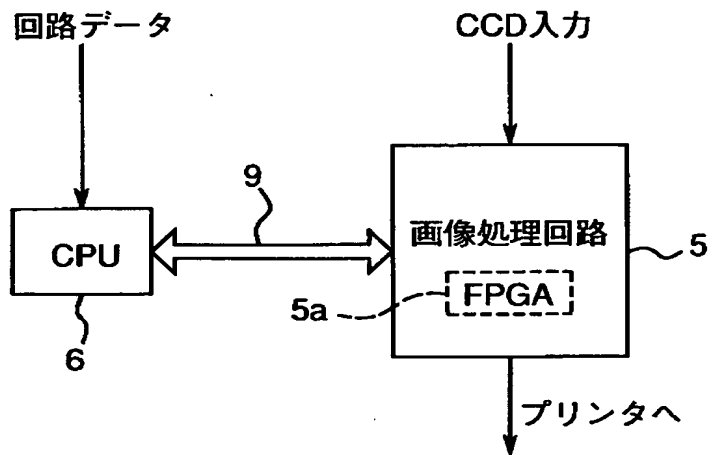 回路データ
CCD入力
9
CPU
画像処理回路
5
5a
FPGA
6
プリンタへ